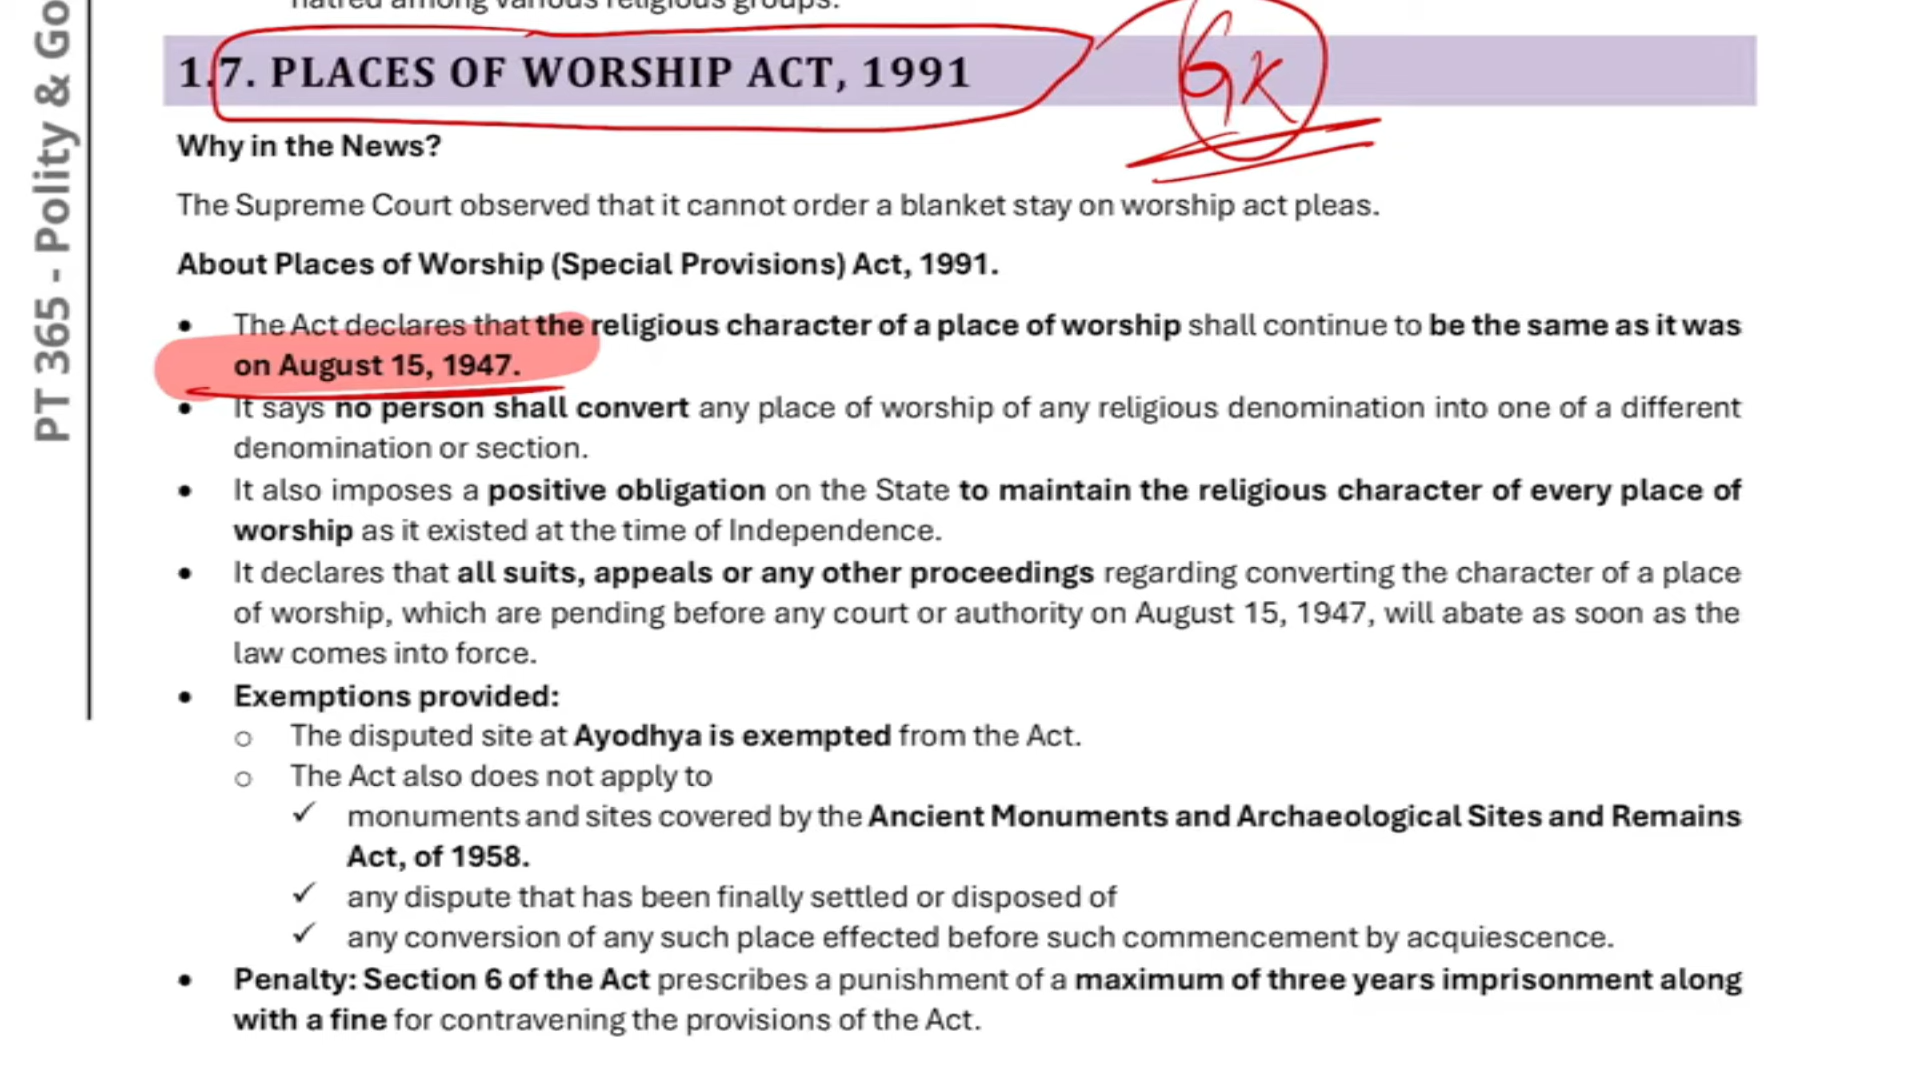 hatred among various religious groups.
1.7. PLACES OF WORSHIP ACT, 1991
GK
Why in the News?
The Supreme Court observed that it cannot order a blanket stay on worship act pleas.
About Places of Worship (Special Provisions) Act, 1991.
• The Act declares that the religious character of a place of worship shall continue to be the same as it was
on August 15, 1947.
• It says no person shall convert any place of worship of any religious denomination into one of a different
denomination or section.
• It also imposes a positive obligation on the State to maintain the religious character of every place of
worship as it existed at the time of Independence.
• It declares that all suits, appeals or any other proceedings regarding converting the character of a place
of worship, which are pending before any court or authority on August 15, 1947, will abate as soon as the
law comes into force.
• Exemptions provided:
o The disputed site at Ayodhya is exempted from the Act.
o The Act also does not apply to
✓ monuments and sites covered by the Ancient Monuments and Archaeological Sites and Remains
Act, of 1958.
✓ any dispute that has been finally settled or disposed of
✓ any conversion of any such place effected before such commencement by acquiescence.
• Penalty: Section 6 of the Act prescribes a punishment of a maximum of three years imprisonment along
with a fine for contravening the provisions of the Act.
PT 365 - Polity & Go